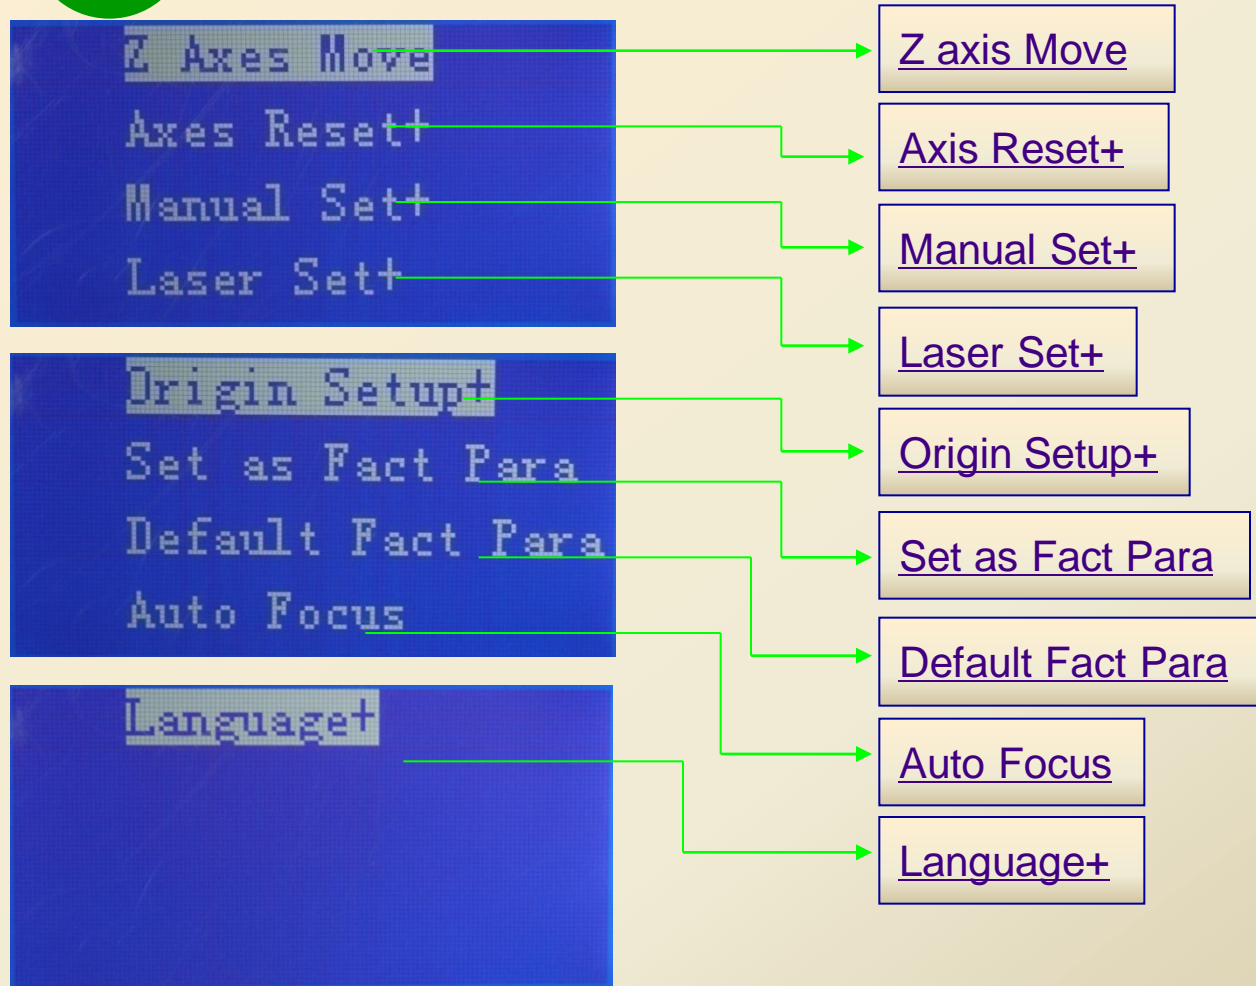 Z Axes Move
Axes Reset+
Manual Set+
Laser Set+
Origin Setup+
Set as Fact Para
Default Fact Para
Auto Focus
Language+
Z axis Move
Axis Reset+
Manual Set+
Laser Set+
Origin Setup+
Set as Fact Para
Default Fact Para
Auto Focus
Language+